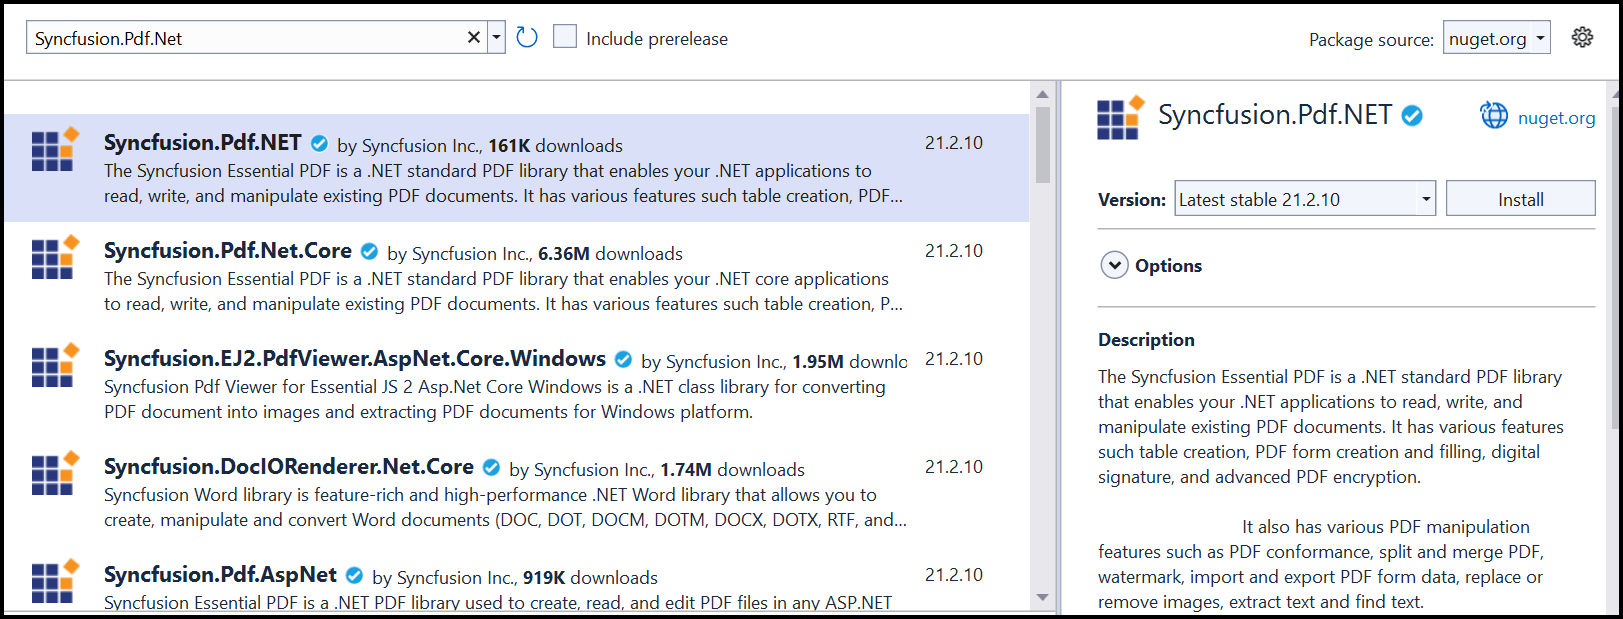 Syncfusion.Pdf.Net
Include prerelease
Package source: nuget.org
Syncfusion.Pdf.NET by Syncfusion Inc., 161K downloads 21.2.10
The Syncfusion Essential PDF is a .NET standard PDF library that enables your .NET applications to
read, write, and manipulate existing PDF documents. It has various features such table creation, PDF...
Syncfusion.Pdf.Net.Core by Syncfusion Inc., 6.36M downloads 21.2.10
The Syncfusion Essential PDF is a .NET standard PDF library that enables your .NET core applications
to read, write, and manipulate existing PDF documents. It has various features such table creation, P...
Syncfusion.EJ2.PdfViewer.AspNet.Core.Windows by Syncfusion Inc., 1.95M downlo 21.2.10
Syncfusion Pdf Viewer for Essential JS 2 Asp.Net Core Windows is a .NET class library for converting
PDF document into images and extracting PDF documents for Windows platform.
Syncfusion.DocIORenderer.Net.Core by Syncfusion Inc., 1.74M downloads 21.2.10
Syncfusion Word library is feature-rich and high-performance .NET Word library that allows you to
create, manipulate and convert Word documents (DOC, DOT, DOCM, DOTM, DOCX, DOTX, RTF, and...
Syncfusion.Pdf.AspNet by Syncfusion Inc., 919K downloads 21.2.10
Syncfusion Essential PDF is a .NET PDF library used to create, read, and edit PDF files in any ASP.NET
Syncfusion.Pdf.NET
nuget.org
Version: Latest stable 21.2.10 Install
Options
Description
The Syncfusion Essential PDF is a .NET standard PDF library
that enables your .NET applications to read, write, and
manipulate existing PDF documents. It has various features
such table creation, PDF form creation and filling, digital
signature, and advanced PDF encryption.
It also has various PDF manipulation
features such as PDF conformance, split and merge PDF,
watermark, import and export PDF form data, replace or
remove images, extract text and find text.